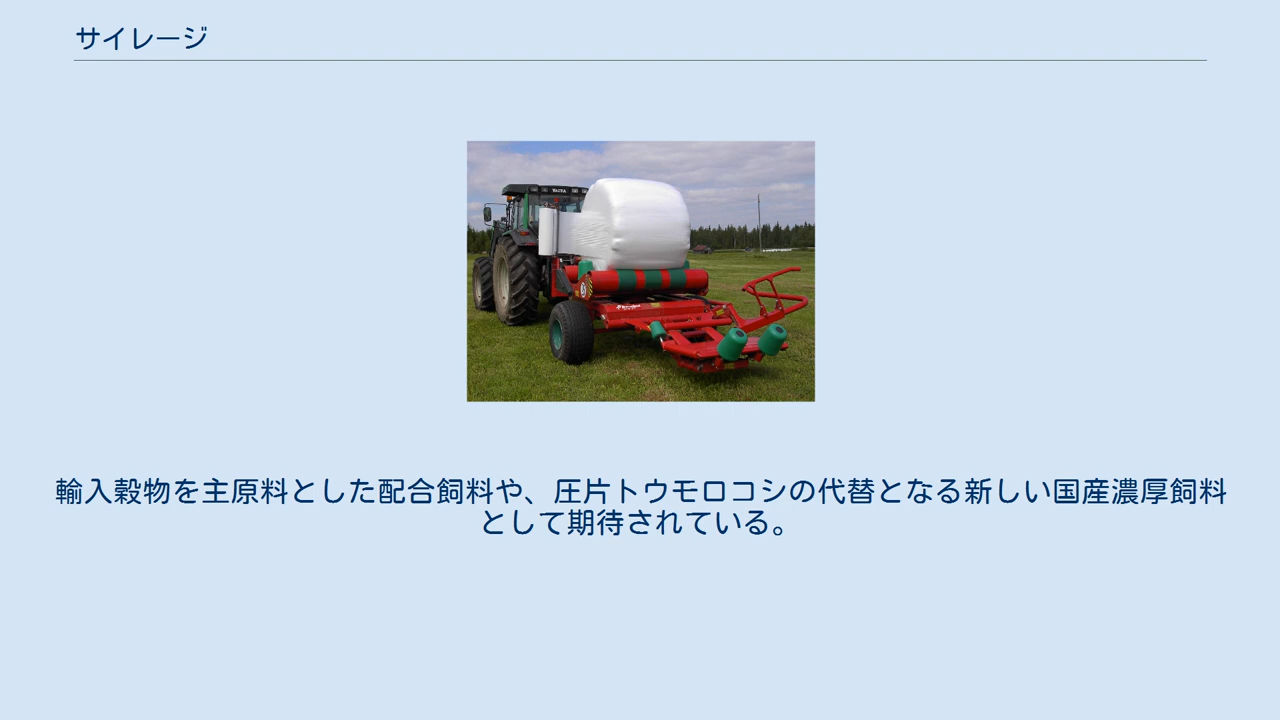 サイレージ
VALTRA
輸入穀物を主原料とした配合飼料や、圧片トウモロコシの代替となる新しい国産濃厚飼料
として期待されている。